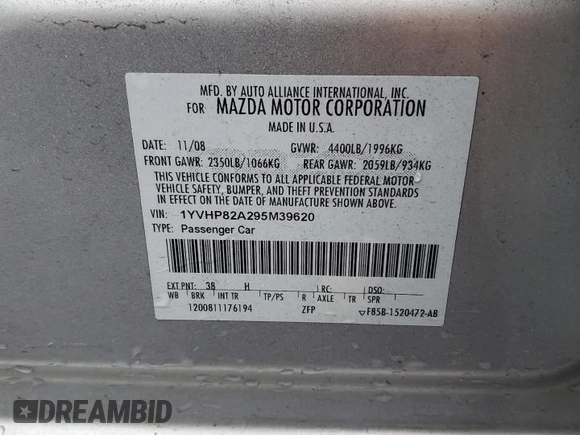 MFD. BY AUTO ALLIANCE INTERNATIONAL, INC.
FOR MAZDA MOTOR CORPORATION
MADE IN U.S.A.
DATE: 11/08 GVWR: 4400LB/1996KG
FRONT GAWR: 2350LB/1066KG REAR GAWR: 2059LB/934KG
THIS VEHICLE CONFORMS TO ALL APPLICABLE FEDERAL MOTOR
VEHICLE SAFETY, BUMPER, AND THEFT PREVENTION STANDARDS
IN EFFECT ON THE DATE OF MANUFACTURE SHOWN ABOVE.
VIN: 1YVHP82A295M39620
TYPE: Passenger Car
EXT PNT: 38 H RC: DSO:
WB BRK INT TR TP/PS R AXLE TR SPR
1200811176194 ZFP ▽F85B-1520472-AB
DREAMBID